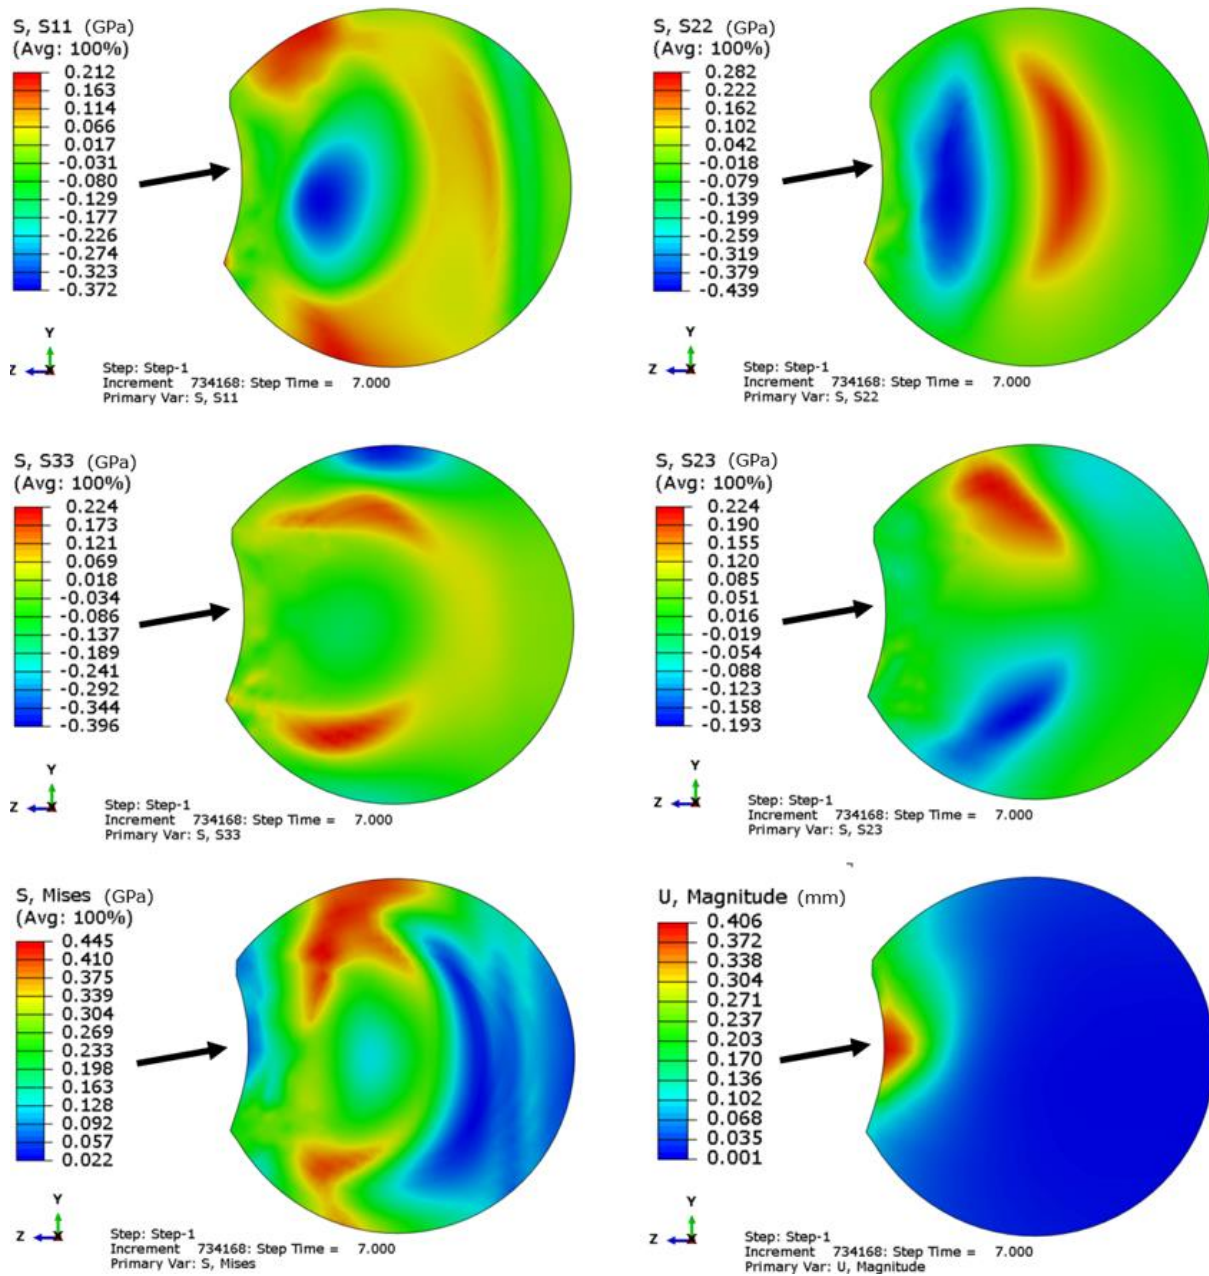 S, S11 (GPa)
(Avg: 100%)
0.212
0.163
0.114
0.066
0.017
-0.031
-0.080
-0.129
-0.177
-0.226
-0.274
-0.323
-0.372
Y
Z X
Step: Step-1
Increment 734168: Step Time = 7.000
Primary Var: S, S11
S, S22 (GPa)
(Avg: 100%)
0.282
0.222
0.162
0.102
0.042
-0.018
-0.079
-0.139
-0.199
-0.259
-0.319
-0.379
-0.439
Y
Z X
Step: Step-1
Increment 734168: Step Time = 7.000
Primary Var: S, S22
S, S33 (GPa)
(Avg: 100%)
0.224
0.173
0.121
0.069
0.018
-0.034
-0.086
-0.137
-0.189
-0.241
-0.292
-0.344
-0.396
Y
Z X
Step: Step-1
Increment 734168: Step Time = 7.000
Primary Var: S, S33
S, S23 (GPa)
(Avg: 100%)
0.224
0.190
0.155
0.120
0.085
0.051
0.016
-0.019
-0.054
-0.088
-0.123
-0.158
-0.193
Y
Z X
Step: Step-1
Increment 734168: Step Time = 7.000
Primary Var: S, S23
S, Mises (GPa)
(Avg: 100%)
0.445
0.410
0.375
0.339
0.304
0.269
0.233
0.198
0.163
0.128
0.092
0.057
0.022
Y
Z X
Step: Step-1
Increment 734168: Step Time = 7.000
Primary Var: S, Mises
U, Magnitude (mm)
0.406
0.372
0.338
0.304
0.271
0.237
0.203
0.170
0.136
0.102
0.068
0.035
0.001
Y
Z X
Step: Step-1
Increment 734168: Step Time = 7.000
Primary Var: U, Magnitude